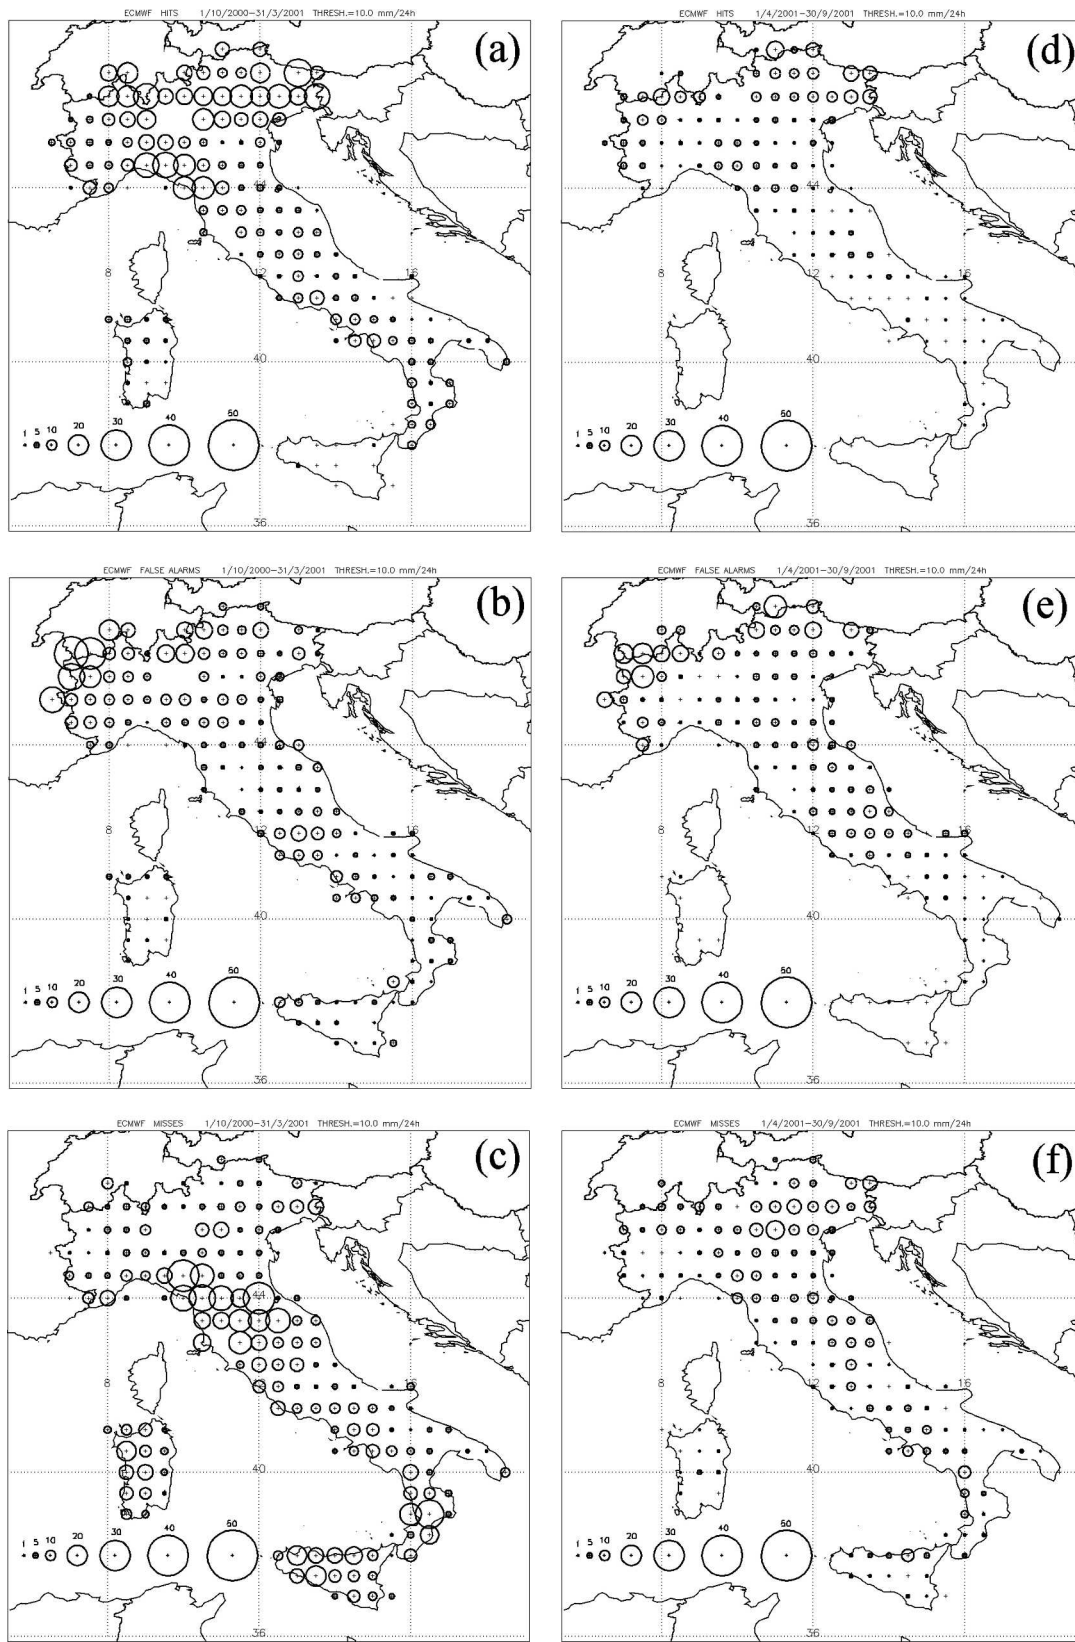 ECMWF HITS 1/10/2000-31/3/2001 THRESH.=10.0 mm/24h
(a)
44
8 12 16
40
1 5 10 20 30 40 50
36
ECMWF HITS 1/4/2001-30/9/2001 THRESH.=10.0 mm/24h
(d)
44
8 12 16
40
1 5 10 20 30 40 50
36
ECMWF FALSE ALARMS 1/10/2000-31/3/2001 THRESH.=10.0 mm/24h
(b)
44
8 12 16
40
1 5 10 20 30 40 50
36
ECMWF FALSE ALARMS 1/4/2001-30/9/2001 THRESH.=10.0 mm/24h
(e)
44
8 12 16
40
1 5 10 20 30 40 50
36
ECMWF MISSES 1/10/2000-31/3/2001 THRESH.=10.0 mm/24h
(c)
44
8 12 16
40
1 5 10 20 30 40 50
36
ECMWF MISSES 1/4/2001-30/9/2001 THRESH.=10.0 mm/24h
(f)
44
8 12 16
40
1 5 10 20 30 40 50
36